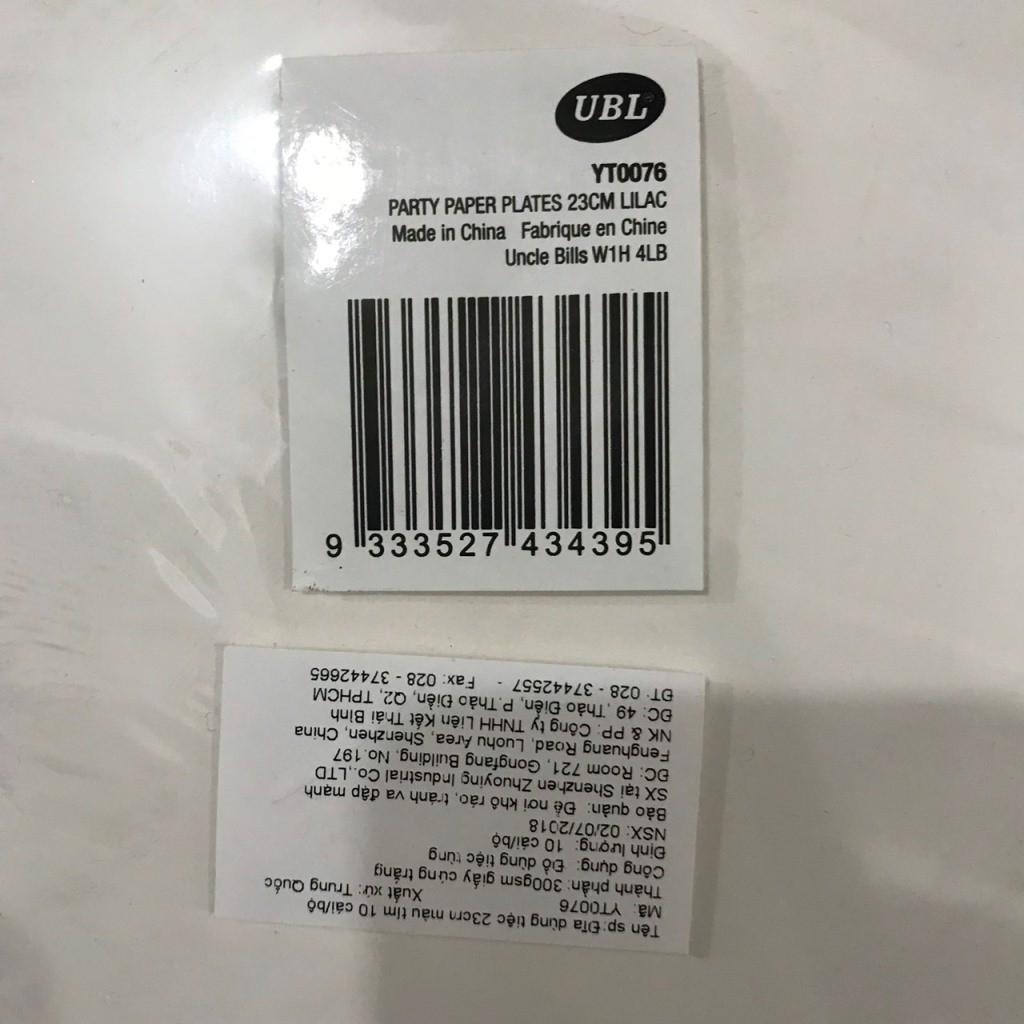 UBL
YT0076
PARTY PAPER PLATES 23CM LILAC
Made in China Fabrique en Chine
Uncle Bills W1H 4LB
9 333527 434395
Tên sp:Đĩa dùng tiệc 23cm màu tím 10 cái/bộ
Mã: YT0076 Xuất xứ: Trung Quốc
Thành phần: 300gsm giấy cứng trắng
Công dụng: Đồ dùng tiệc tùng
Định lượng: 10 cái/bộ
NSX: 02/07/2018
Bảo quản: Để nơi khô ráo, tránh va đập mạnh
SX tại Shenzhen Zhuoying Industrial Co.,LTD
ĐC: Room 721, Gongfang Building, No.197
Fenghuang Road, Luohu Area, Shenzhen, China
NK & PP: Công ty TNHH Liên Kết Thái Bình
ĐC: 49, Thảo Điền, P.Thảo Điền, Q2, TPHCM
ĐT: 028 - 37442557 - Fax: 028 - 37442665